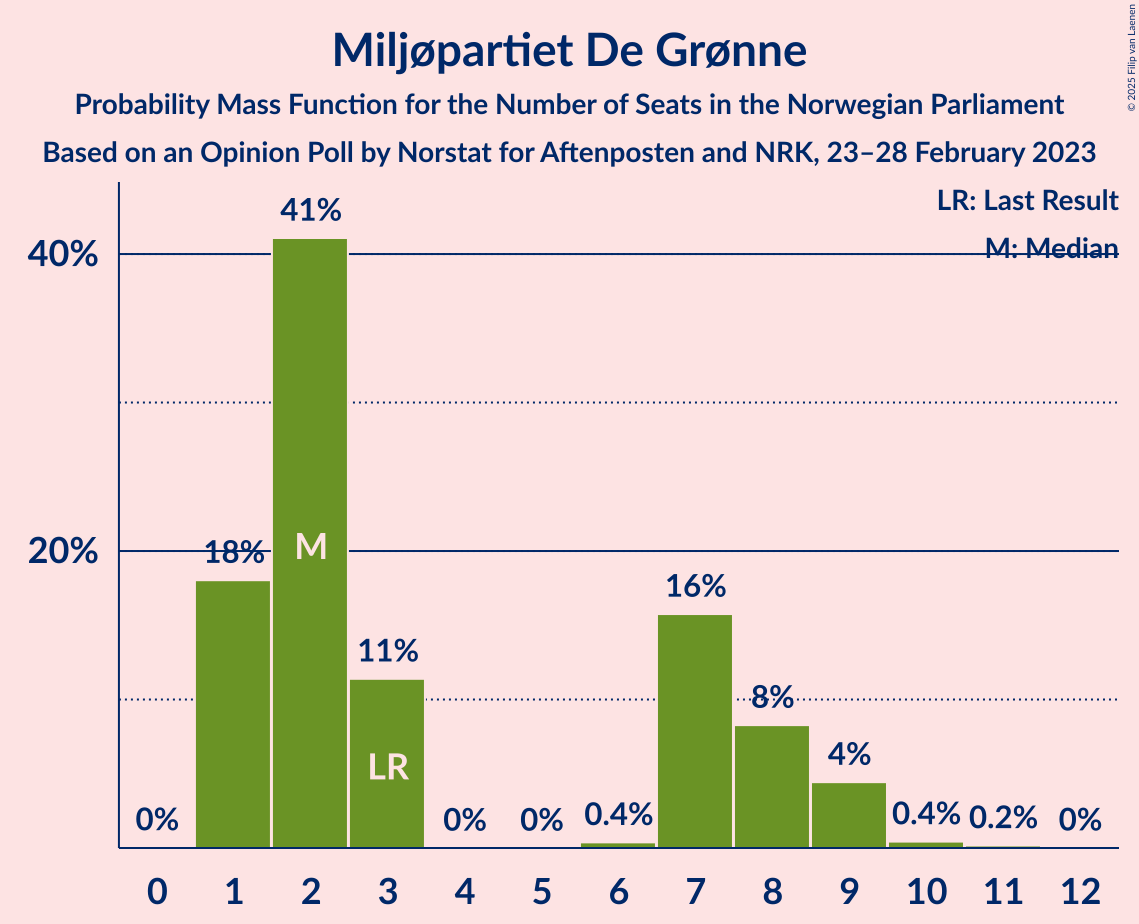 Miljøpartiet De Grønne
Probability Mass Function for the Number of Seats in the Norwegian Parliament
Based on an Opinion Poll by Norstat for Aftenposten and NRK, 23–28 February 2023
© 2025 Filip van Laenen
LR: Last Result
M: Median
40%
20%
0%
18%
41%
11%
0%
0%
0.4%
16%
8%
4%
0.4%
0.2%
0%
M
LR
0 1 2 3 4 5 6 7 8 9 10 11 12